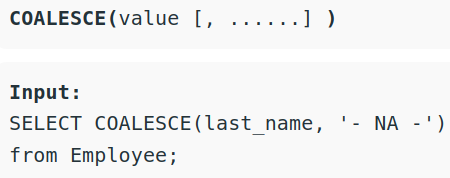 COALESCE(value [, ......] )
Input:
SELECT COALESCE(last_name, '- NA -')
from Employee;